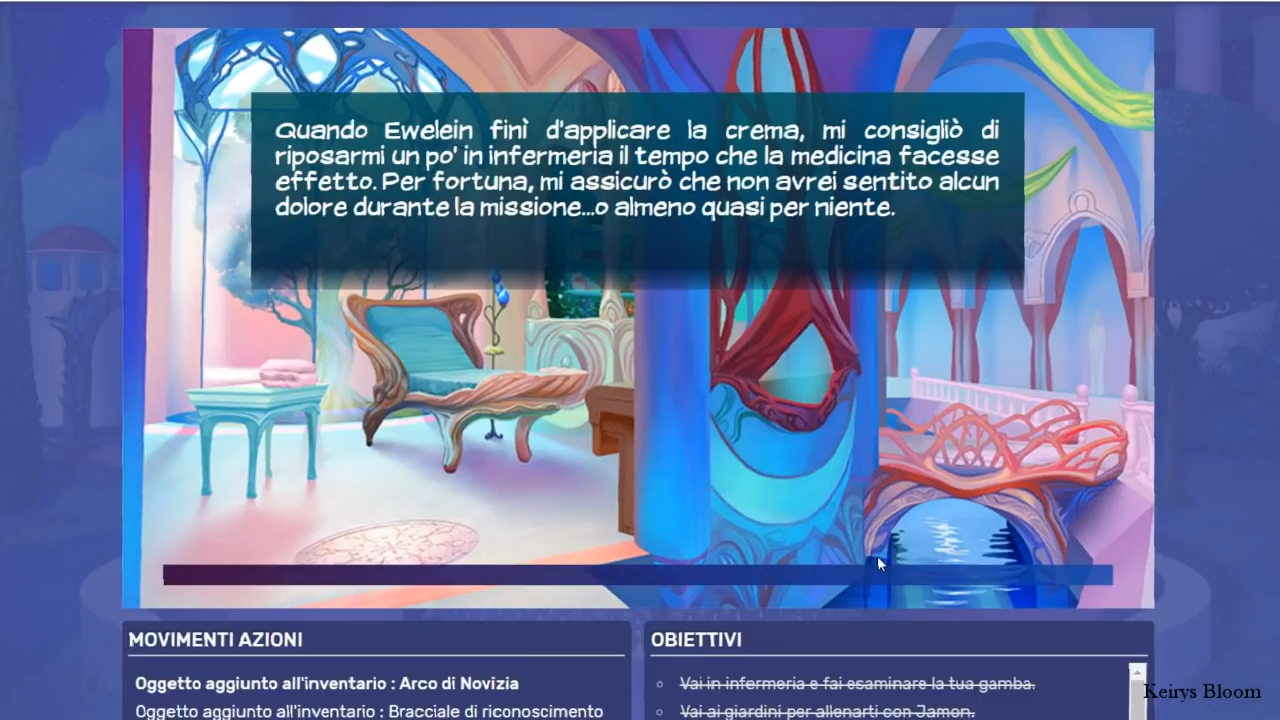 Quando Ewelein finì d'applicare la crema, mi consigliò di
riposarmi un po' in infermeria il tempo che la medicina facesse
effetto. Per fortuna, mi assicurò che non avrei sentito alcun
dolore durante la missione...o almeno quasi per niente.
MOVIMENTI AZIONI
Oggetto aggiunto all'inventario : Arco di Novizia
Oggetto aggiunto all'inventario : Bracciale di riconoscimento
OBIETTIVI
Vai in infermeria e fai esaminare la tua gamba.
Vai ai giardini per allenarti con Jamon.
Keirys Bloom